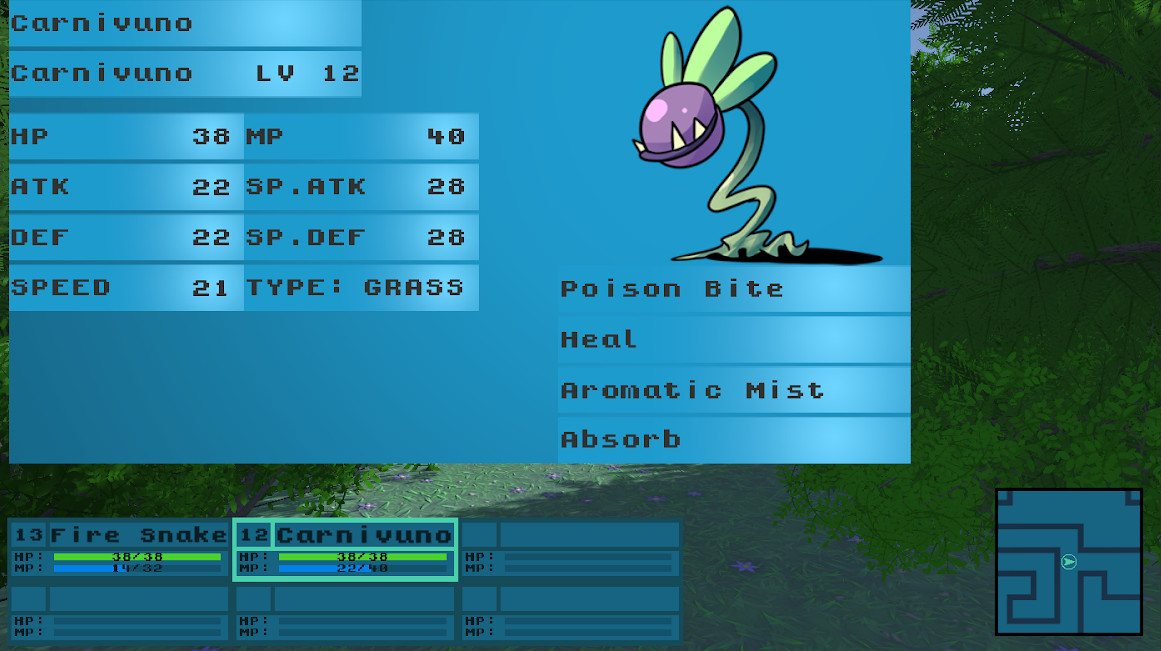 Carnivuno
Carnivuno LV 12
HP 38 MP 40
ATK 22 SP.ATK 28
DEF 22 SP.DEF 28
SPEED 21 TYPE: GRASS
Poison Bite
Heal
Aromatic Mist
Absorb
13 Fire Snake
HP: 38/38
MP: 14/32
12 Carnivuno
HP: 38/38
MP: 22/40
HP:
MP:
HP:
MP:
HP:
MP:
HP:
MP: